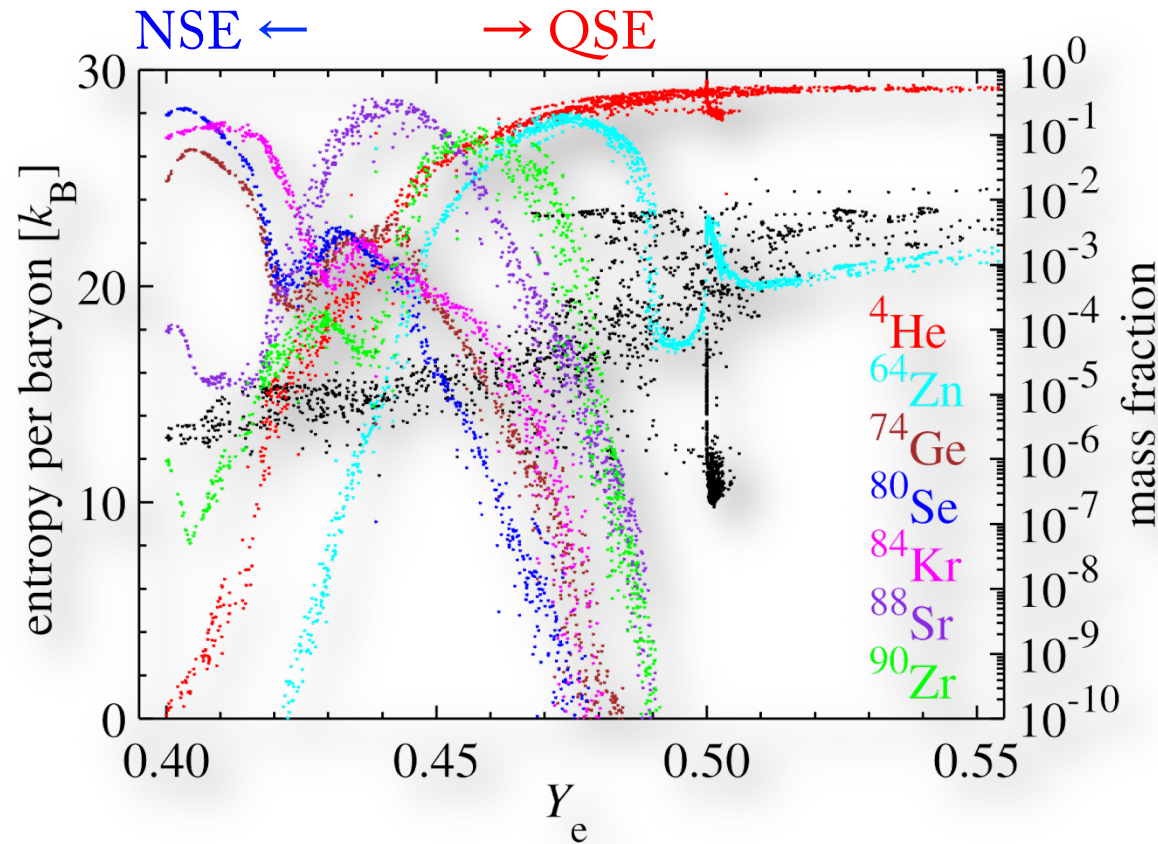 NSE ← → QSE
30
20
10
0
entropy per baryon [k_B]
10^0
10^-1
10^-2
10^-3
10^-4
10^-5
10^-6
10^-7
10^-8
10^-9
10^-10
mass fraction
^4He
^64Zn
^74Ge
^80Se
^84Kr
^88Sr
^90Zr
0.40 0.45 0.50 0.55
Y_e